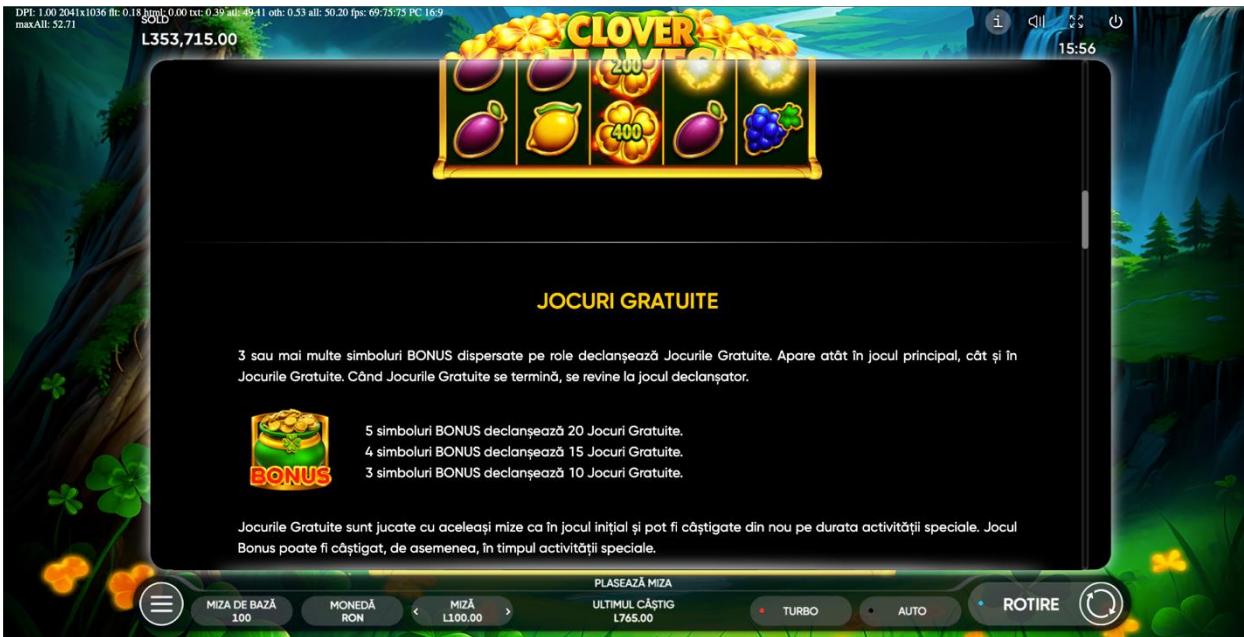 DPI: 1.00 2041x1036 flt: 0.18 html: 0.00 txt: 0.39 atl: 49.41 oth: 0.53 all: 50.20 fps: 69:75:75 PC 16:9
maxAll: 52.71
SOLD
L353,715.00
CLOVER
FLAMES
15:56
200
400
JOCURI GRATUITE
3 sau mai multe simboluri BONUS dispersate pe role declanșează Jocurile Gratuite. Apare atât în jocul principal, cât și în
Jocurile Gratuite. Când Jocurile Gratuite se termină, se revine la jocul declanșator.
BONUS
5 simboluri BONUS declanșează 20 Jocuri Gratuite.
4 simboluri BONUS declanșează 15 Jocuri Gratuite.
3 simboluri BONUS declanșează 10 Jocuri Gratuite.
Jocurile Gratuite sunt jucate cu aceleași mize ca în jocul inițial și pot fi câștigate din nou pe durata activității speciale. Jocul
Bonus poate fi câștigat, de asemenea, în timpul activității speciale.
PLASEAZĂ MIZA
MIZA DE BAZĂ
100
MONEDĂ
RON
MIZĂ
L100.00
ULTIMUL CÂȘTIG
L765.00
TURBO
AUTO
ROTIRE